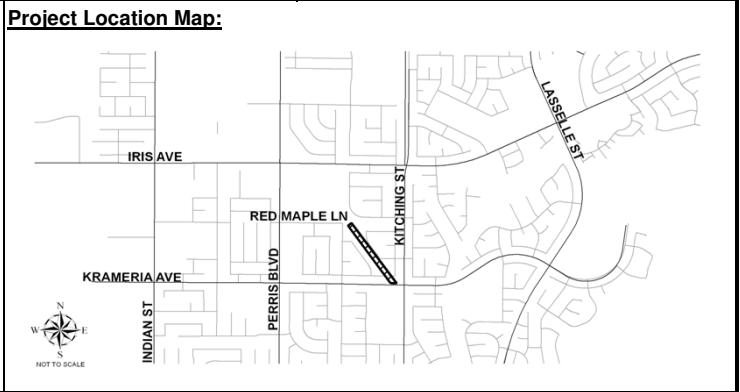 Project Location Map:
LASSELLE ST
IRIS AVE
KITCHING ST
RED MAPLE LN
PERRIS BLVD
KRAMERIA AVE
INDIAN ST
N
W E
S
NOT TO SCALE